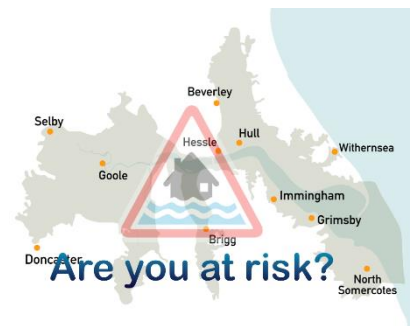 Beverley
Selby
Hessle
Hull
Withernsea
Goole
Immingham
Grimsby
Brigg
Doncaster
Are you at risk?
North
Somercotes